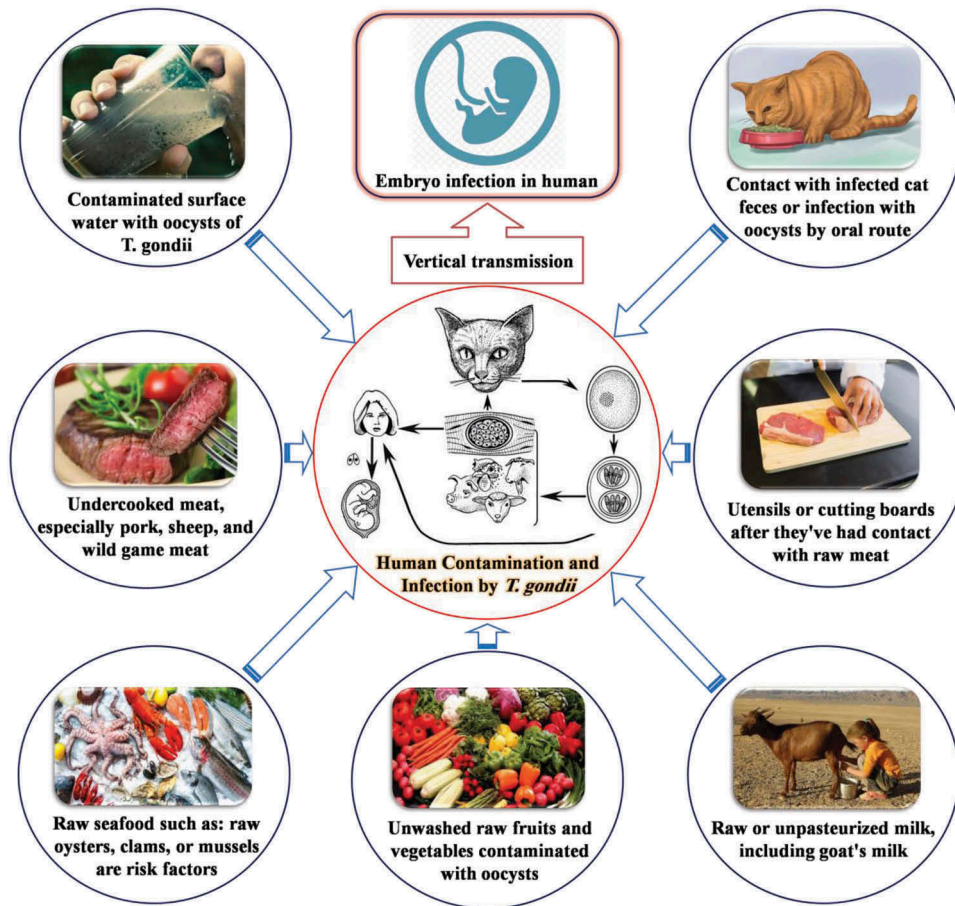 Contaminated surface
water with oocysts of
T. gondii
Embryo infection in human
Contact with infected cat
feces or infection with
oocysts by oral route
Vertical transmission
Undercooked meat,
especially pork, sheep, and
wild game meat
Human Contamination and
Infection by T. gondii
Utensils or cutting boards
after they've had contact
with raw meat
Raw seafood such as: raw
oysters, clams, or mussels
are risk factors
Unwashed raw fruits and
vegetables contaminated
with oocysts
Raw or unpasteurized milk,
including goat's milk